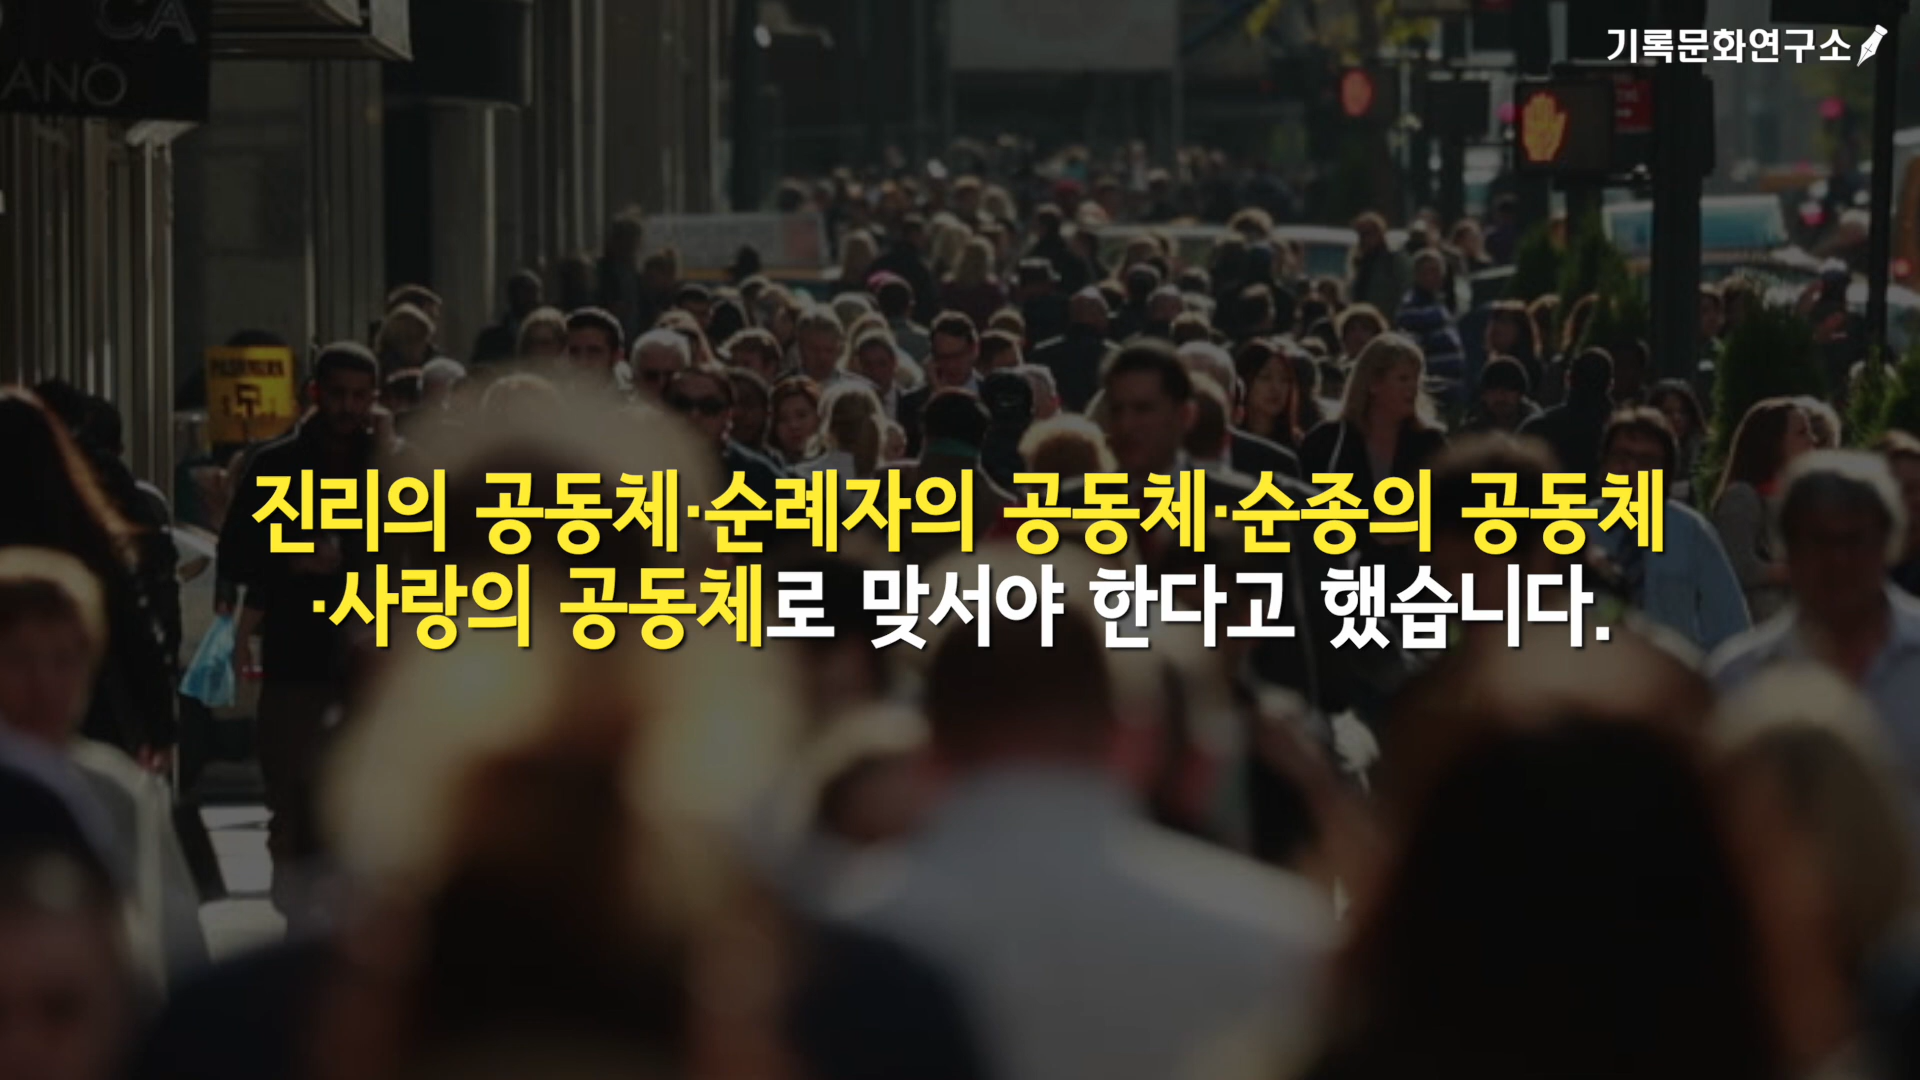 CA
ANO
기록문화연구소
진리의 공동체·순례자의 공동체·순종의 공동체
·사랑의 공동체로 맞서야 한다고 했습니다.